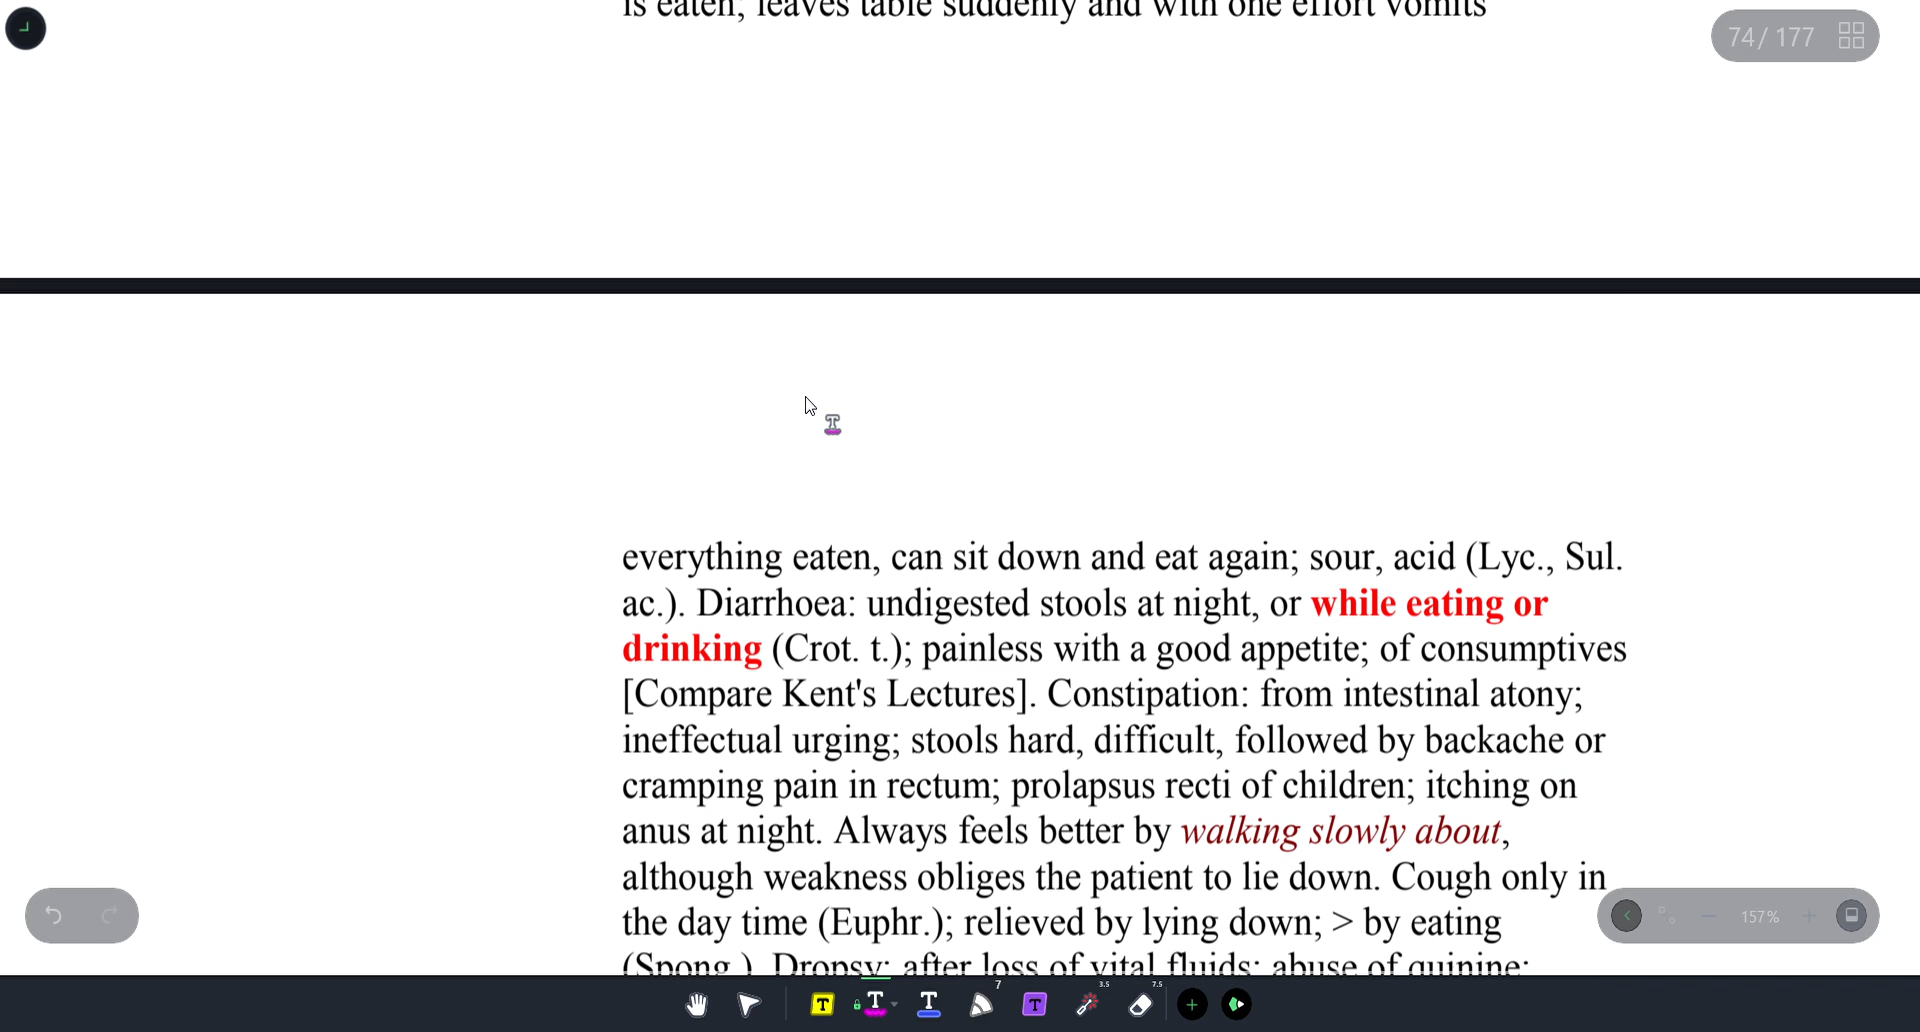 is eaten; leaves table suddenly and with one effort vomits
74/ 177
everything eaten, can sit down and eat again; sour, acid (Lyc., Sul.
ac.). Diarrhoea: undigested stools at night, or while eating or
drinking (Crot. t.); painless with a good appetite; of consumptives
[Compare Kent's Lectures]. Constipation: from intestinal atony;
ineffectual urging; stools hard, difficult, followed by backache or
cramping pain in rectum; prolapsus recti of children; itching on
anus at night. Always feels better by walking slowly about,
although weakness obliges the patient to lie down. Cough only in
the day time (Euphr.); relieved by lying down; > by eating
(Spong.). Dropsy: after loss of vital fluids; abuse of quinine;
157%
T
T
T
7
T
3.5
7.5